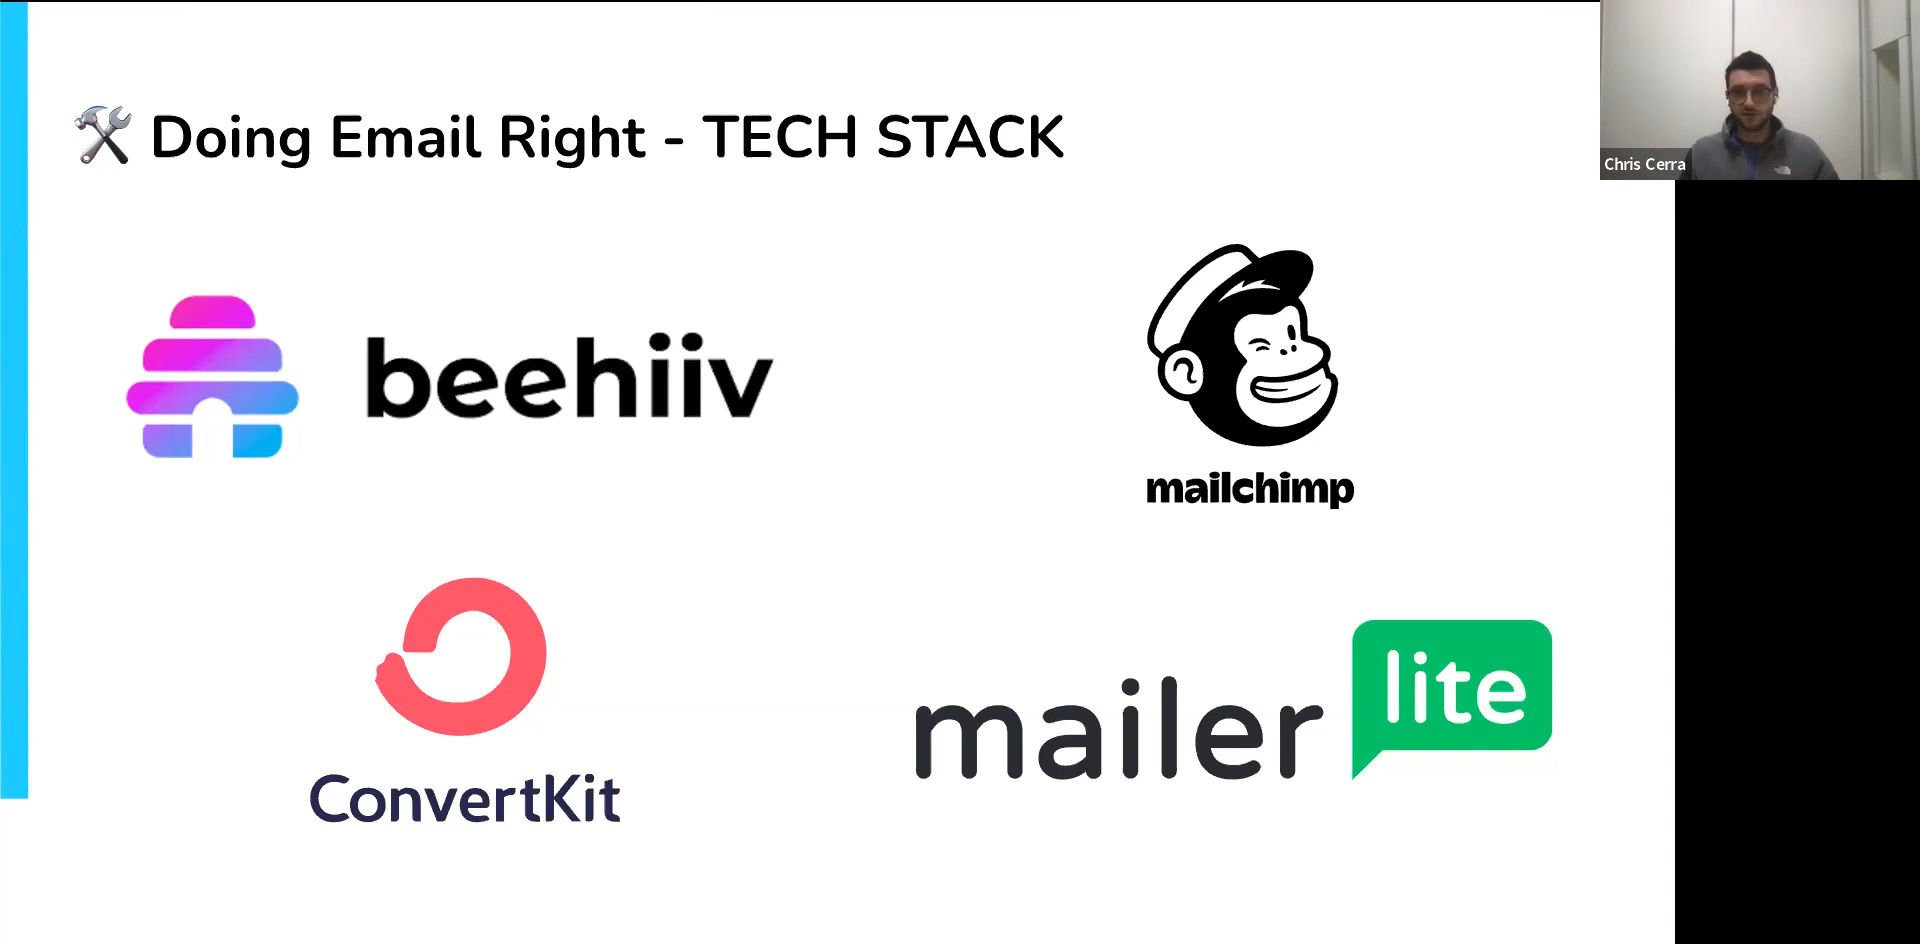 Doing Email Right - TECH STACK
Chris Cerra
beehiiv
mailchimp
ConvertKit
mailer lite